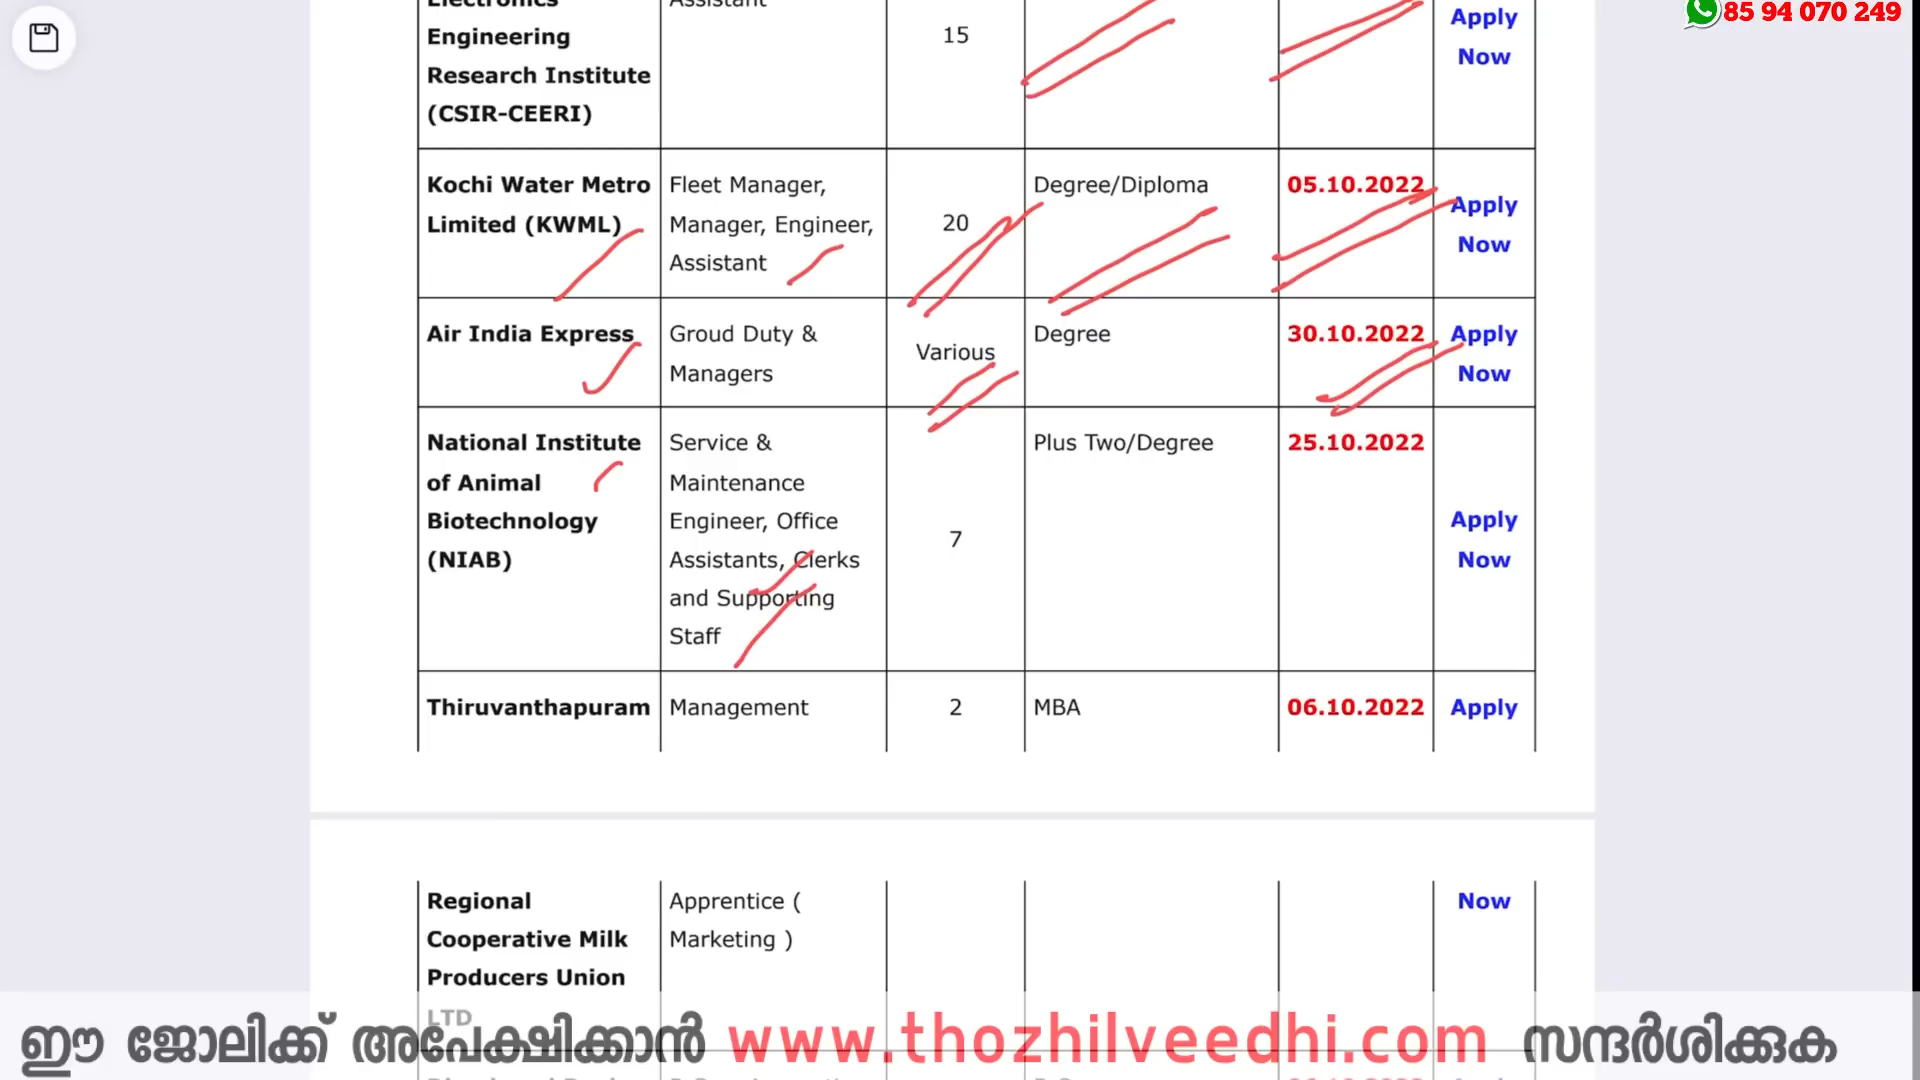 85 94 070 249
Electronics
Engineering
Research Institute
(CSIR-CEERI)
Assistant
15
Apply
Now
Kochi Water Metro
Limited (KWML)
Fleet Manager,
Manager, Engineer,
Assistant
20
Degree/Diploma
05.10.2022
Apply
Now
Air India Express
Groud Duty &
Managers
Various
Degree
30.10.2022
Apply
Now
National Institute
of Animal
Biotechnology
(NIAB)
Service &
Maintenance
Engineer, Office
Assistants, Clerks
and Supporting
Staff
7
Plus Two/Degree
25.10.2022
Apply
Now
Thiruvanthapuram
Management
2
MBA
06.10.2022
Apply
Regional
Cooperative Milk
Producers Union
LTD
Apprentice (
Marketing )
Now
ഈ ജോലിക്ക് അപേക്ഷിക്കാൻ www.thozhilveedhi.com സന്ദർശിക്കുക